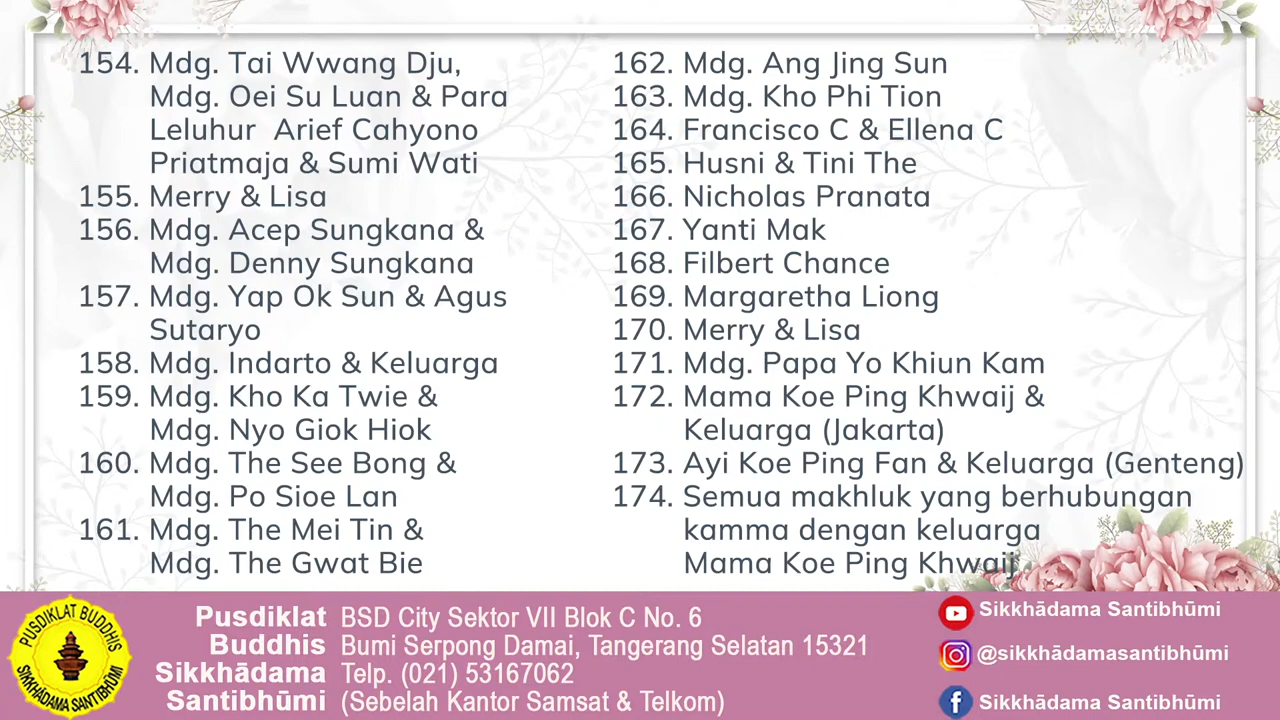 154. Mdg. Tai Wwang Dju,
Mdg. Oei Su Luan & Para
Leluhur Arief Cahyono
Priatmaja & Sumi Wati
155. Merry & Lisa
156. Mdg. Acep Sungkana &
Mdg. Denny Sungkana
157. Mdg. Yap Ok Sun & Agus
Sutaryo
158. Mdg. Indarto & Keluarga
159. Mdg. Kho Ka Twie &
Mdg. Nyo Giok Hiok
160. Mdg. The See Bong &
Mdg. Po Sioe Lan
161. Mdg. The Mei Tin &
Mdg. The Gwat Bie
162. Mdg. Ang Jing Sun
163. Mdg. Kho Phi Tion
164. Francisco C & Ellena C
165. Husni & Tini The
166. Nicholas Pranata
167. Yanti Mak
168. Filbert Chance
169. Margaretha Liong
170. Merry & Lisa
171. Mdg. Papa Yo Khiun Kam
172. Mama Koe Ping Khwaij &
Keluarga (Jakarta)
173. Ayi Koe Ping Fan & Keluarga (Genteng)
174. Semua makhluk yang berhubungan
kamma dengan keluarga
Mama Koe Ping Khwaij
PUSDIKLAT BUDDHIS
SIKKHĀDAMA SANTIBHŪMI
Pusdiklat
Buddhis
Sikkhādama
Santibhūmi
BSD City Sektor VII Blok C No. 6
Bumi Serpong Damai, Tangerang Selatan 15321
Telp. (021) 53167062
(Sebelah Kantor Samsat & Telkom)
Sikkhādama Santibhūmi
@sikkhādamasantibhūmi
Sikkhādama Santibhūmi